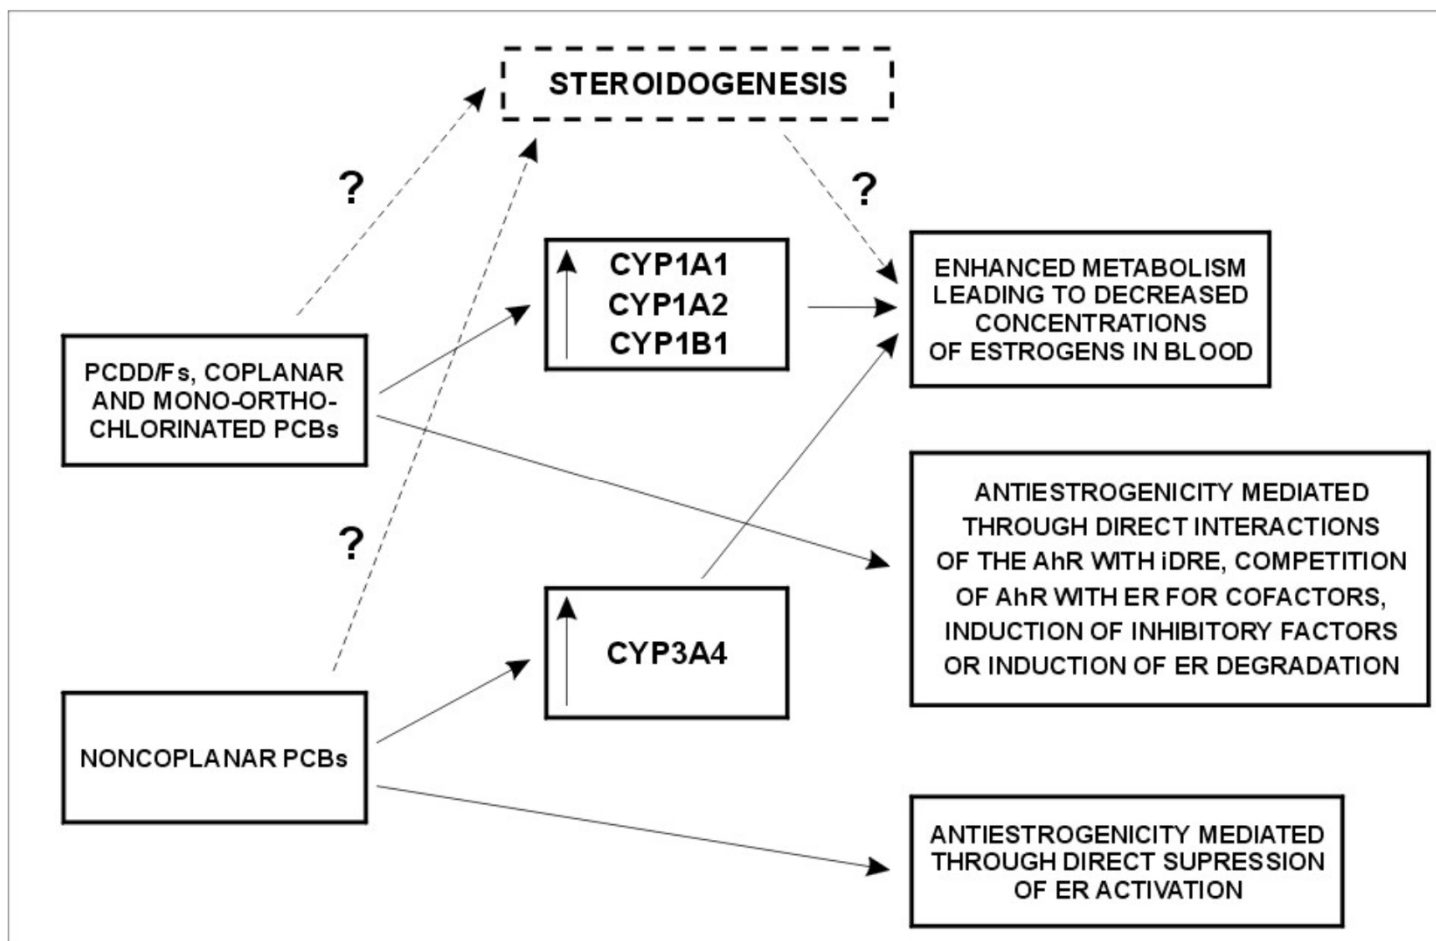 STEROIDOGENESIS
?
?
CYP1A1
CYP1A2
CYP1B1
ENHANCED METABOLISM
LEADING TO DECREASED
CONCENTRATIONS
OF ESTROGENS IN BLOOD
PCDD/Fs, COPLANAR
AND MONO-ORTHO-
CHLORINATED PCBs
ANTIESTROGENICITY MEDIATED
THROUGH DIRECT INTERACTIONS
OF THE AhR WITH iDRE, COMPETITION
OF AhR WITH ER FOR COFACTORS,
INDUCTION OF INHIBITORY FACTORS
OR INDUCTION OF ER DEGRADATION
?
CYP3A4
NONCOPLANAR PCBs
ANTIESTROGENICITY MEDIATED
THROUGH DIRECT SUPRESSION
OF ER ACTIVATION